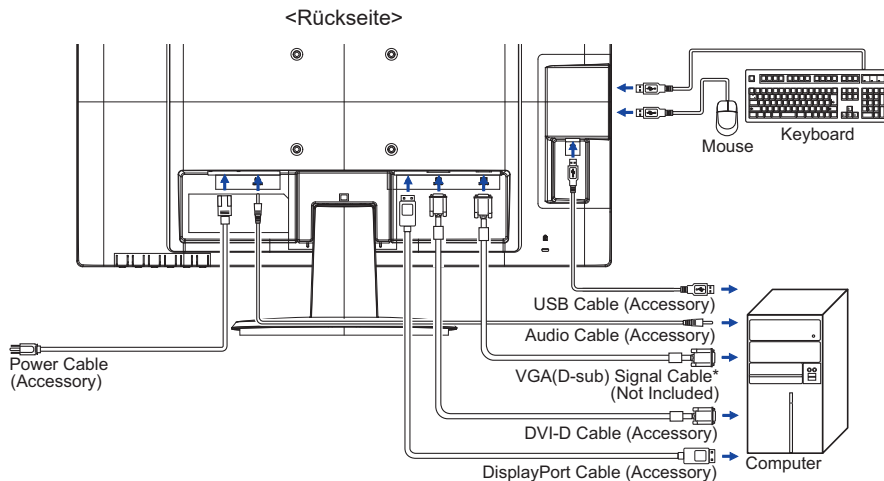 <Rückseite>
Mouse
Keyboard
USB Cable (Accessory)
Audio Cable (Accessory)
Power Cable
(Accessory)
VGA(D-sub) Signal Cable*
(Not Included)
DVI-D Cable (Accessory)
DisplayPort Cable (Accessory)
Computer